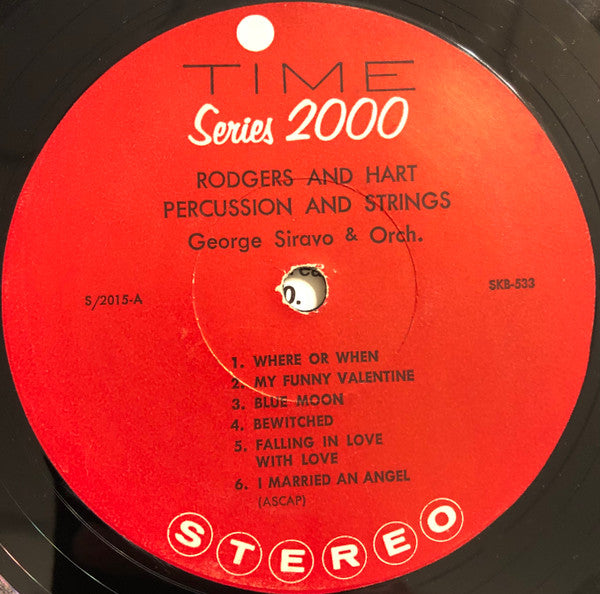 TIME
Series 2000
RODGERS AND HART
PERCUSSION AND STRINGS
George Siravo & Orch.
S/2015-A
SKB-533
1. WHERE OR WHEN
2. MY FUNNY VALENTINE
3. BLUE MOON
4. BEWITCHED
5. FALLING IN LOVE
WITH LOVE
6. I MARRIED AN ANGEL
(ASCAP)
STEREO